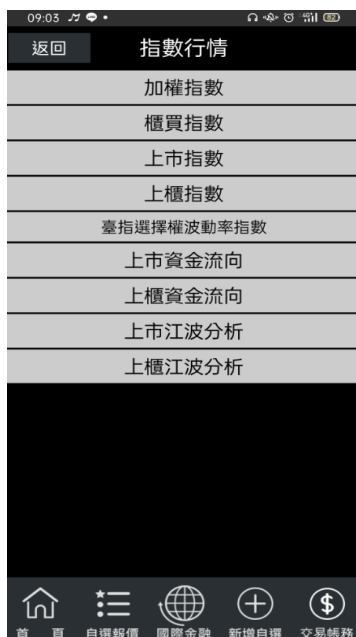 09:03
返回
指數行情
加權指數
櫃買指數
上市指數
上櫃指數
臺指選擇權波動率指數
上市資金流向
上櫃資金流向
上市江波分析
上櫃江波分析
首 頁
自選報價
國際金融
新增自選
交易帳務